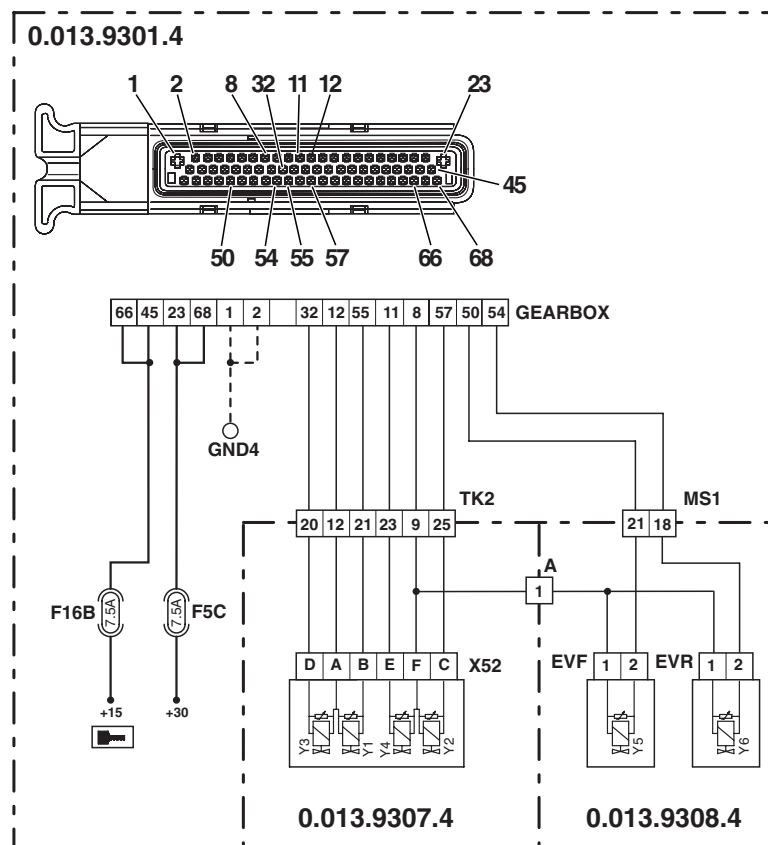 0.013.9301.4
1 2 8 32 11 12 23
45
50 54 55 57 66 68
66 45 23 68 1 2 32 12 55 11 8 57 50 54 GEARBOX
GND4
TK2 MS1
20 12 21 23 9 25 21 18
A
1
F16B 7.5A 7.5A F5C
D A B E F C X52 EVF 1 2 EVR 1 2
Y3 Y1 Y4 Y2 Y5 Y6
+15 +30
0.013.9307.4 0.013.9308.4